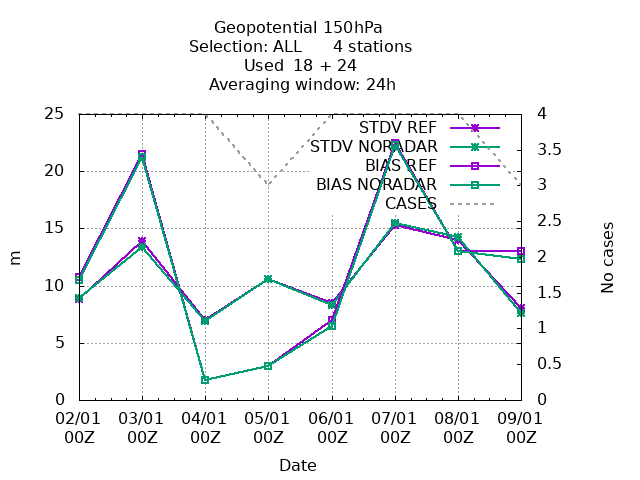 Geopotential 150hPa
Selection: ALL      4 stations
Used  18 + 24
Averaging window: 24h
25
20
15
10
5
0
m
4
3.5
3
2.5
2
1.5
1
0.5
0
No cases
STDV REF
STDV NORADAR
BIAS REF
BIAS NORADAR
CASES
02/01 03/01 04/01 05/01 06/01 07/01 08/01 09/01
00Z 00Z 00Z 00Z 00Z 00Z 00Z 00Z
Date